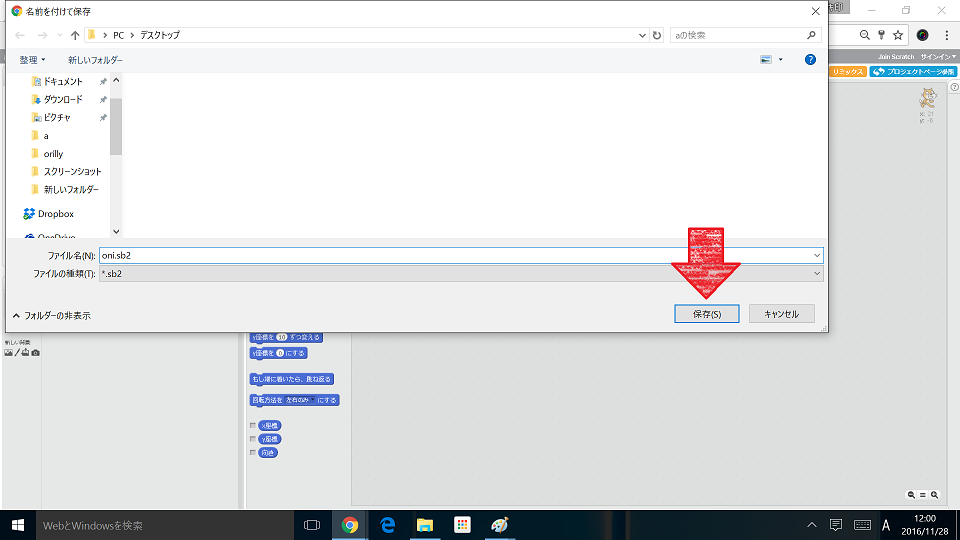 名前を付けて保存
PC > デスクトップ
aの検索
整理
新しいフォルダー
ドキュメント
ダウンロード
ピクチャ
a
orilly
スクリーンショット
新しいフォルダー
Dropbox
OneDrive
ファイル名(N):
oni.sb2
ファイルの種類(T):
*.sb2
保存(S)
キャンセル
フォルダーの非表示
Join Scratch
サインイン
リミックス
プロジェクトページ参照
x: 21
y: -6
新しい背景
y座標を 10 ずつ変える
y座標を 0 にする
もし端に着いたら、跳ね返る
回転方法を 左右のみ にする
x座標
y座標
向き
WebとWindowsを検索
A
12:00
2016/11/28